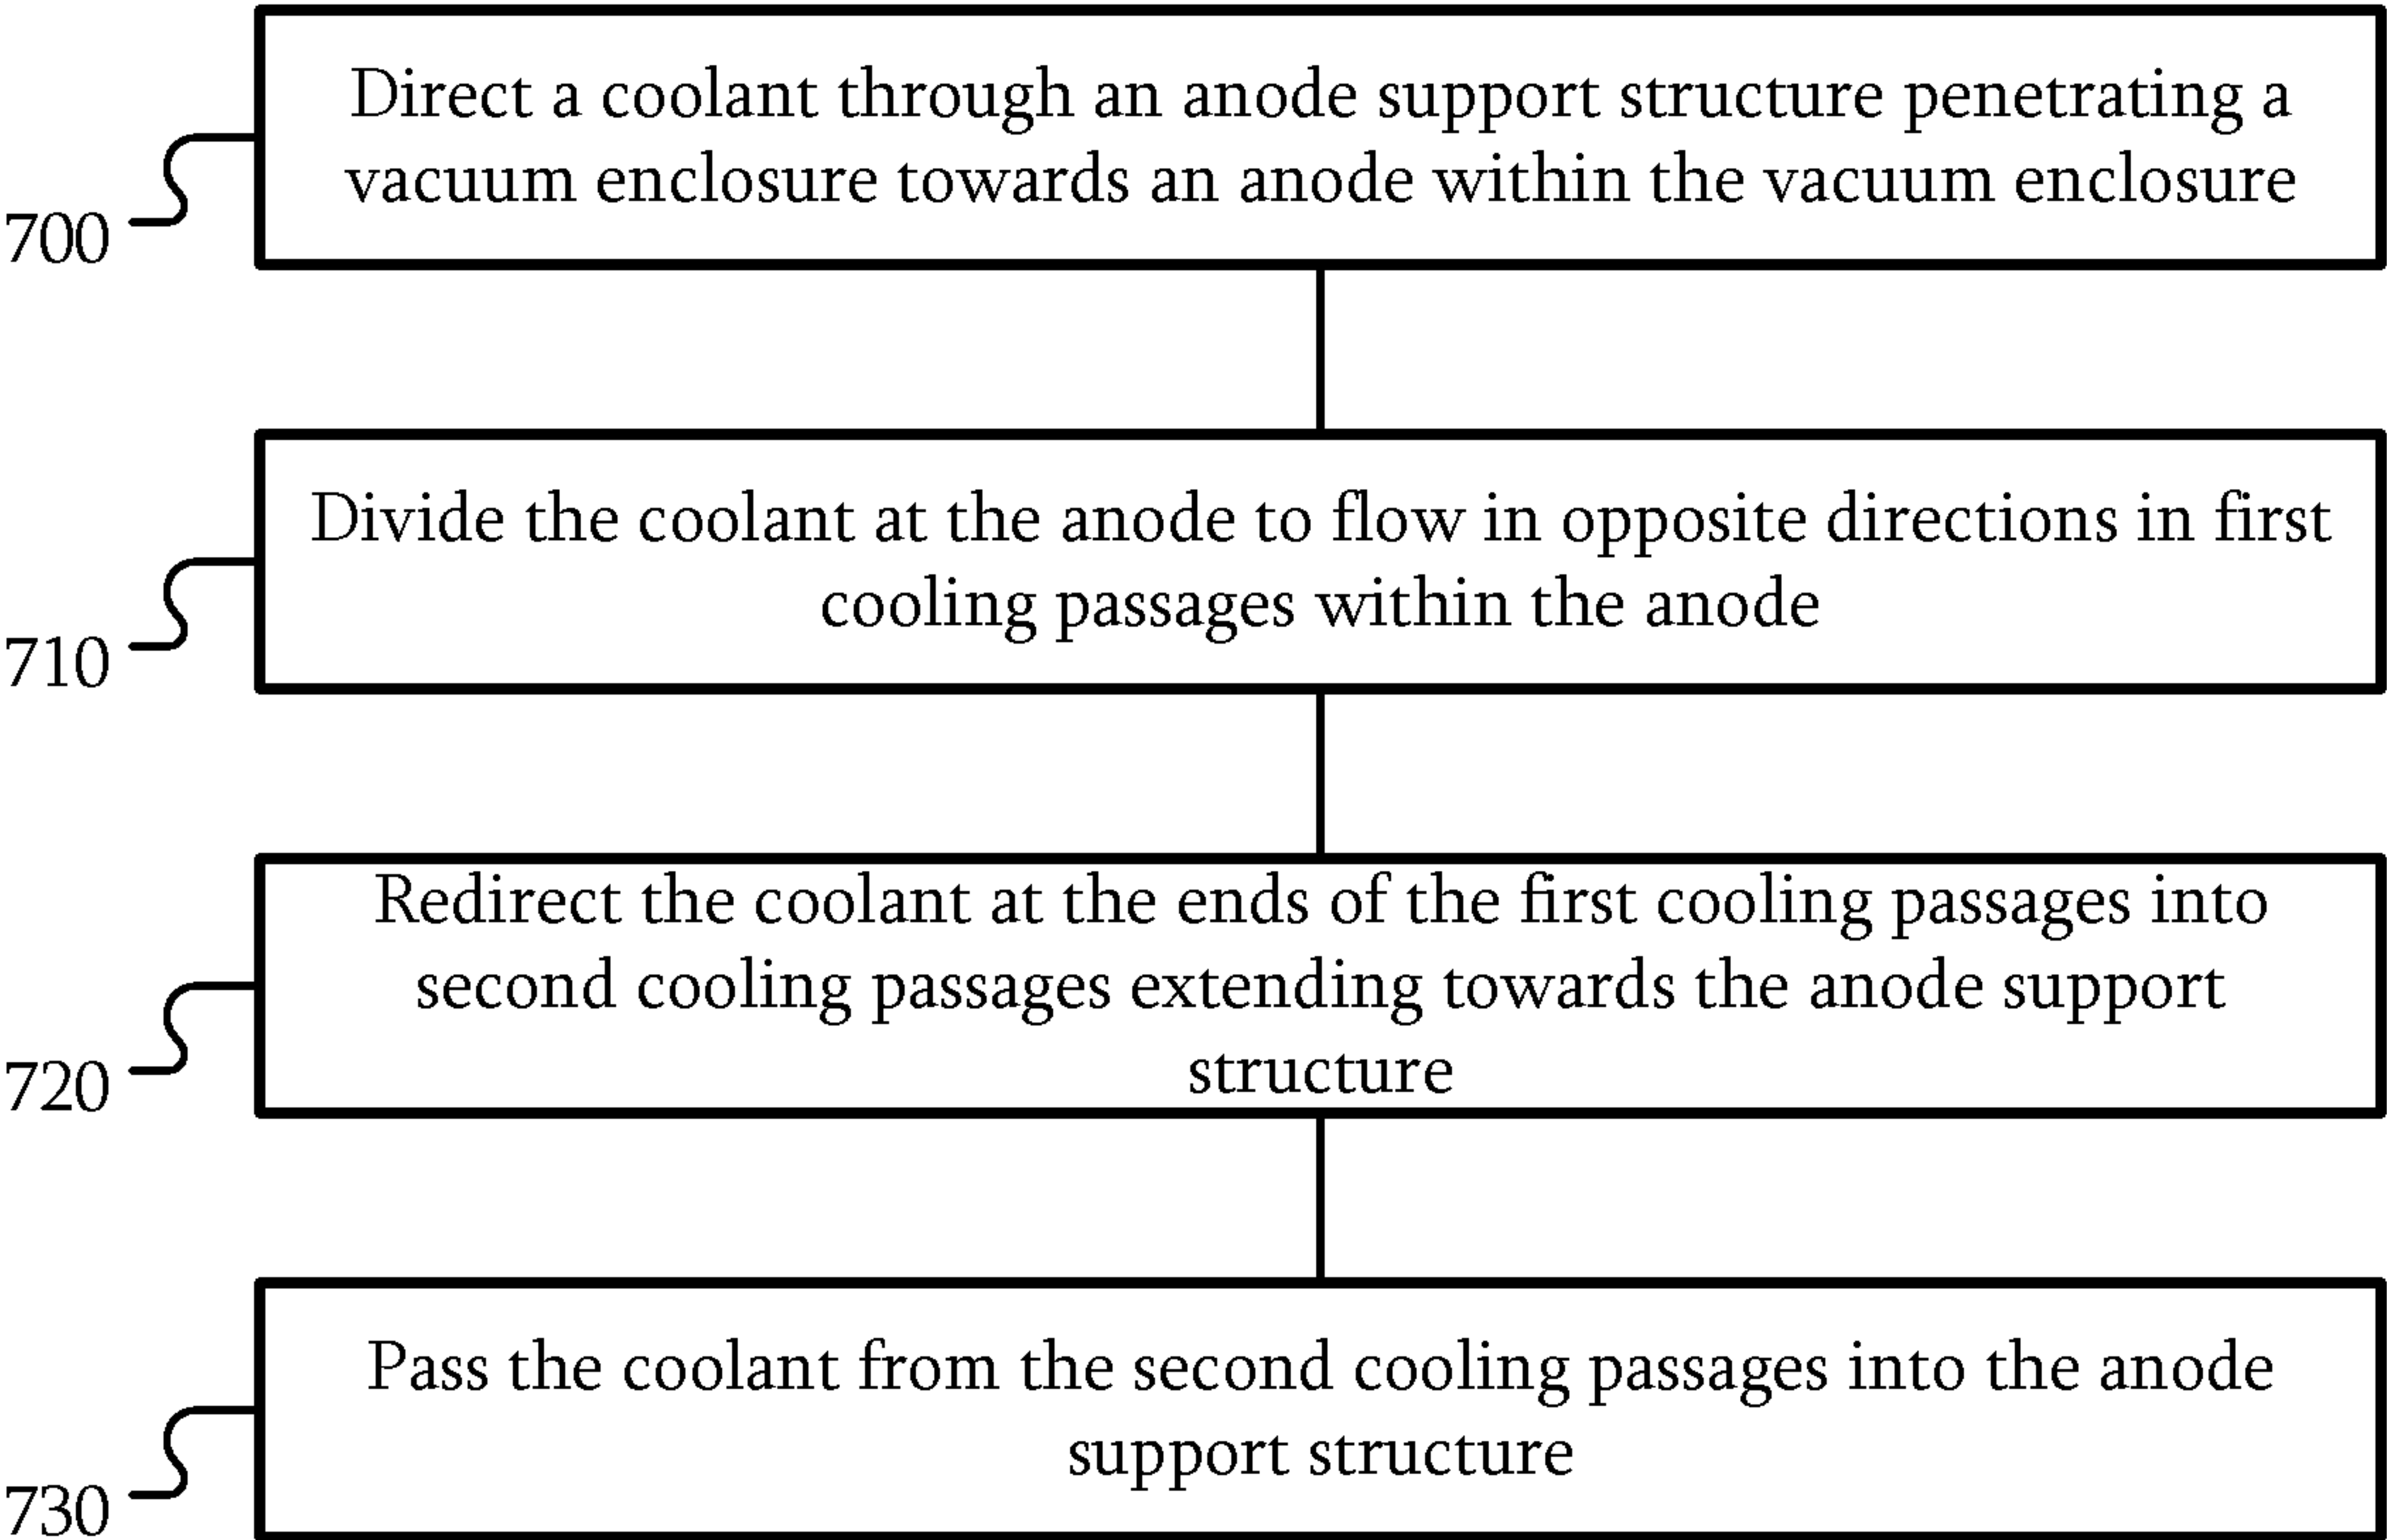 Direct a coolant through an anode support structure penetrating a
vacuum enclosure towards an anode within the vacuum enclosure
700
Divide the coolant at the anode to flow in opposite directions in first
cooling passages within the anode
710
Redirect the coolant at the ends of the first cooling passages into
second cooling passages extending towards the anode support
structure
720
Pass the coolant from the second cooling passages into the anode
support structure
730